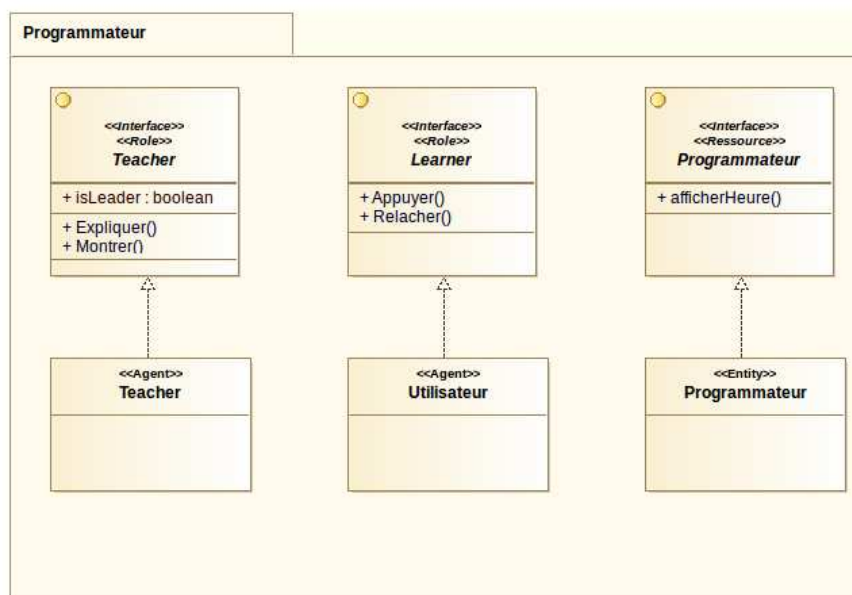 Programmateur
<<Interface>>
<<Role>>
Teacher
+ isLeader : boolean
+ Expliquer()
+ Montrer()
<<Interface>>
<<Role>>
Learner
+ Appuyer()
+ Relacher()
<<Interface>>
<<Ressource>>
Programmateur
+ afficherHeure()
<<Agent>>
Teacher
<<Agent>>
Utilisateur
<<Entity>>
Programmateur